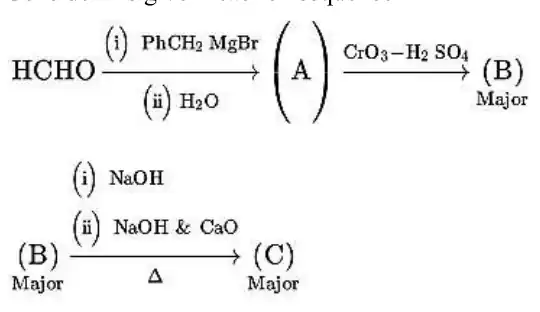 HCHO (i) PhCH₂ MgBr (ii) H₂O (A) CrO₃−H₂ SO₄ (B) Major
(i) NaOH
(ii) NaOH & CaO
(B) Major Δ (C) Major